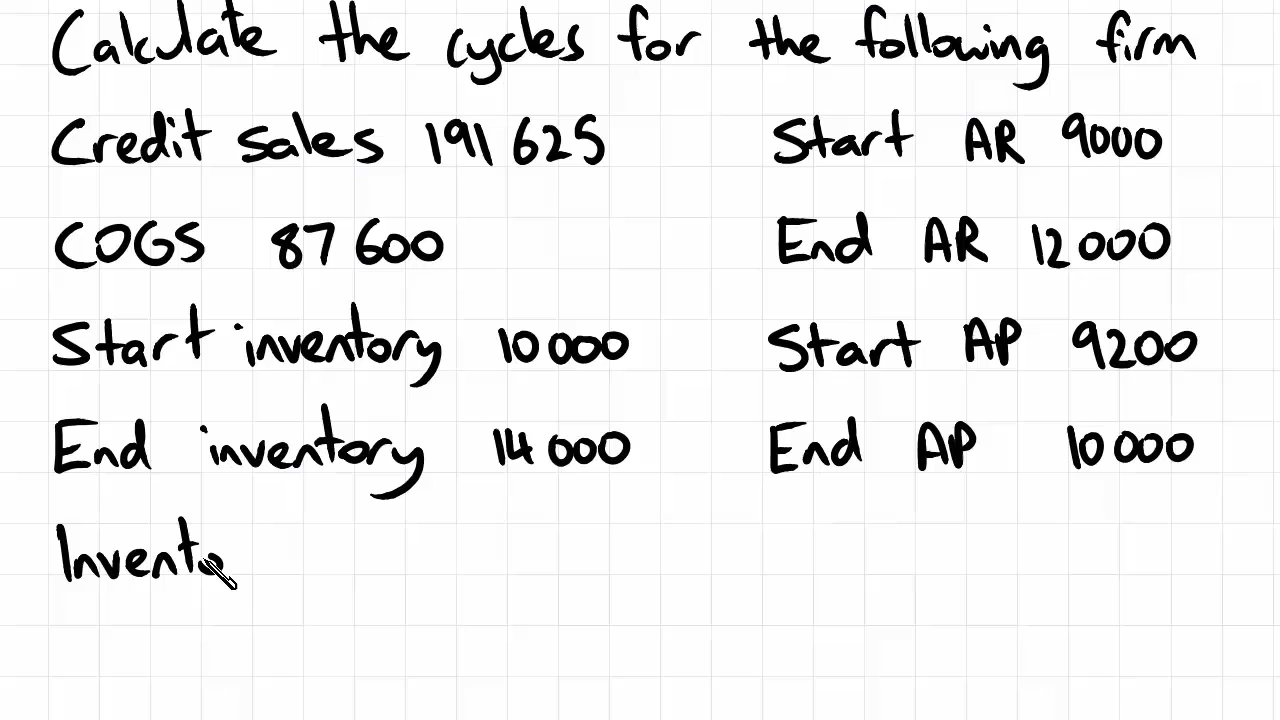 Calculate the cycles for the following firm
Credit sales 191 625 Start AR 9000
COGS 87 600 End AR 12 000
Start inventory 10 000 Start AP 9200
End inventory 14 000 End AP 10 000
Invento